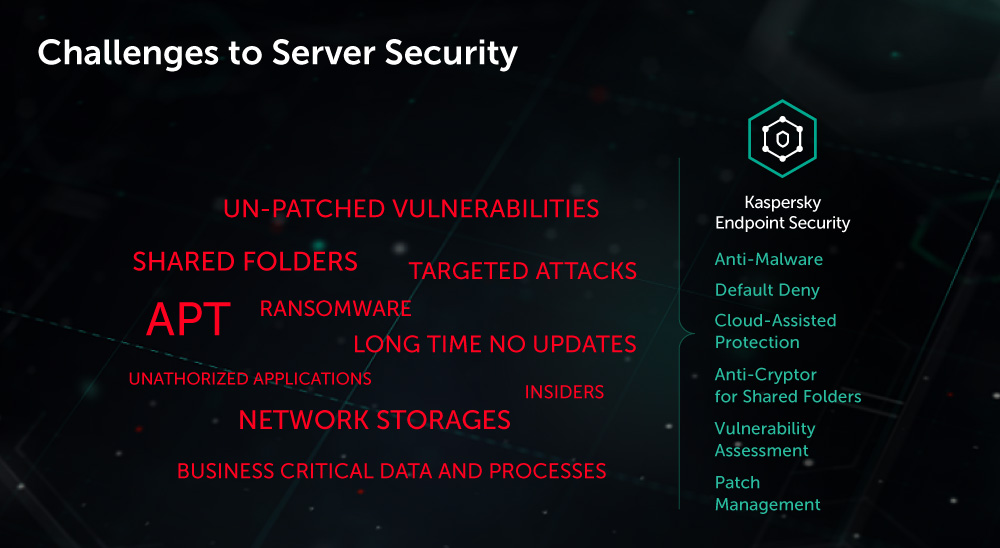 Challenges to Server Security
UN-PATCHED VULNERABILITIES
SHARED FOLDERS
TARGETED ATTACKS
APT
RANSOMWARE
LONG TIME NO UPDATES
UNATHORIZED APPLICATIONS
INSIDERS
NETWORK STORAGES
BUSINESS CRITICAL DATA AND PROCESSES
Kaspersky
Endpoint Security
Anti-Malware
Default Deny
Cloud-Assisted
Protection
Anti-Cryptor
for Shared Folders
Vulnerability
Assessment
Patch
Management